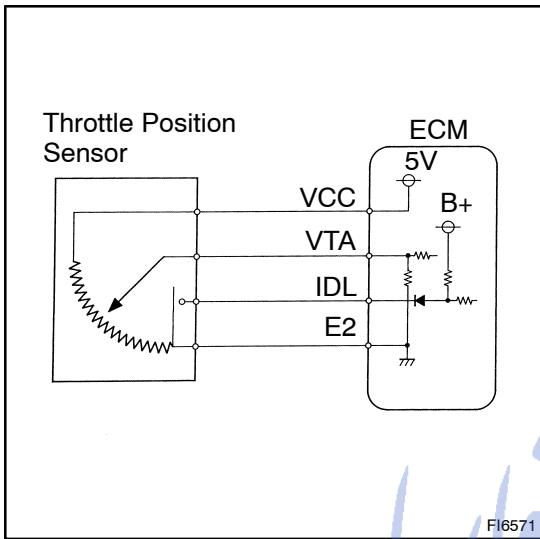 Throttle Position
Sensor
ECM
5V
B+
VCC
VTA
IDL
E2
FI6571